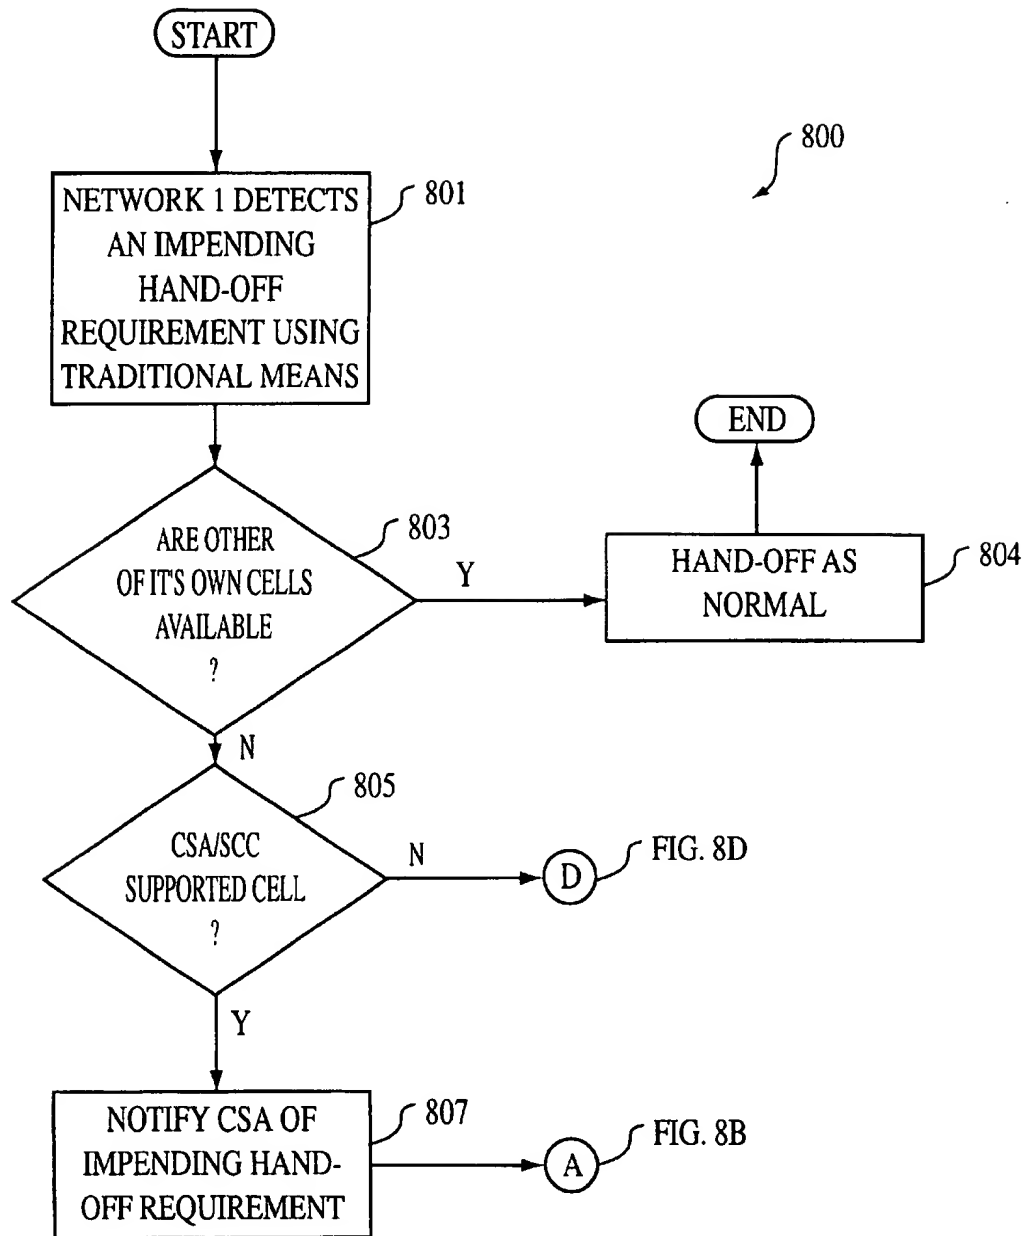 START
800
NETWORK 1 DETECTS
AN IMPENDING
HAND-OFF
REQUIREMENT USING
TRADITIONAL MEANS
801
END
ARE OTHER
OF IT'S OWN CELLS
AVAILABLE
?
803
Y
HAND-OFF AS
NORMAL
804
N
CSA/SCC
SUPPORTED CELL
?
805
N
D
FIG. 8D
Y
NOTIFY CSA OF
IMPENDING HAND-
OFF REQUIREMENT
807
A
FIG. 8B